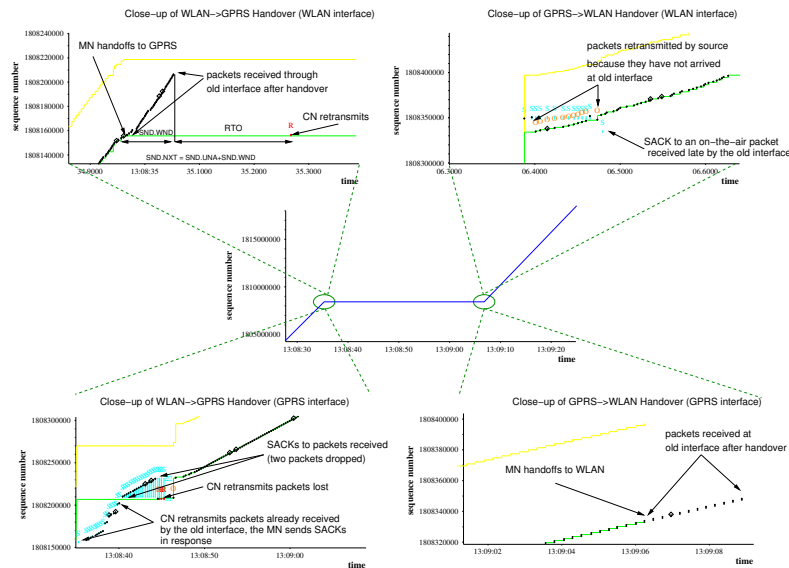 Close-up of WLAN->GPRS Handover (WLAN interface)
sequence number
1808240000
1808220000
1808200000
1808180000
1808160000
1808140000
MN handoffs to GPRS
packets received through
old interface after handover
SND.WND
RTO
R
CN retransmits
SND.NXT = SND.UNA+SND.WND
34.9000
13:08:35
35.1000
35.3000
time
Close-up of GPRS->WLAN Handover (WLAN interface)
sequence number
1808400000
1808350000
1808300000
packets retransmitted by source
because they have not arrived
at old interface
SACK to an on-the-air packet
received late by the old interface
06.3000
06.4000
06.5000
06.6000
time
sequence number
1815000000
1810000000
1805000000
13:08:30
13:08:40
13:08:50
13:09:00
13:09:10
13:09:20
time
Close-up of WLAN->GPRS Handover (GPRS interface)
sequence number
1808300000
1808250000
1808200000
1808150000
SACKs to packets received
(two packets dropped)
CN retransmits packets lost
CN retransmits packets already received
by the old interface, the MN sends SACKs
in response
13:08:40
13:08:50
13:09:00
time
Close-up of GPRS->WLAN Handover (GPRS interface)
sequence number
1808400000
1808380000
1808360000
1808340000
1808320000
packets received at
old interface after handover
MN handoffs to WLAN
13:09:02
13:09:04
13:09:06
13:09:08
time